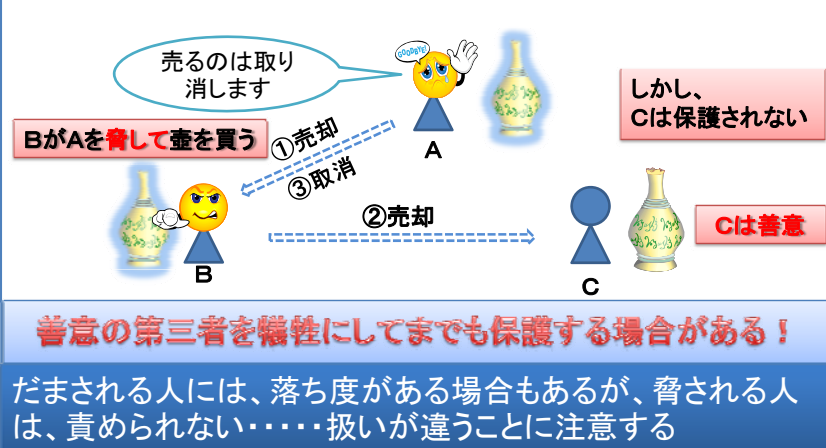 GOODBYE!
売るのは取り
消します
しかし、
Cは保護されない
BがAを脅して壺を買う
①売却
③取消
A
②売却
Cは善意
B
C
善意の第三者を犠牲にしてまでも保護する場合がある！
だまされる人には、落ち度がある場合もあるが、脅される人
は、責められない・・・・・扱いが違うことに注意する